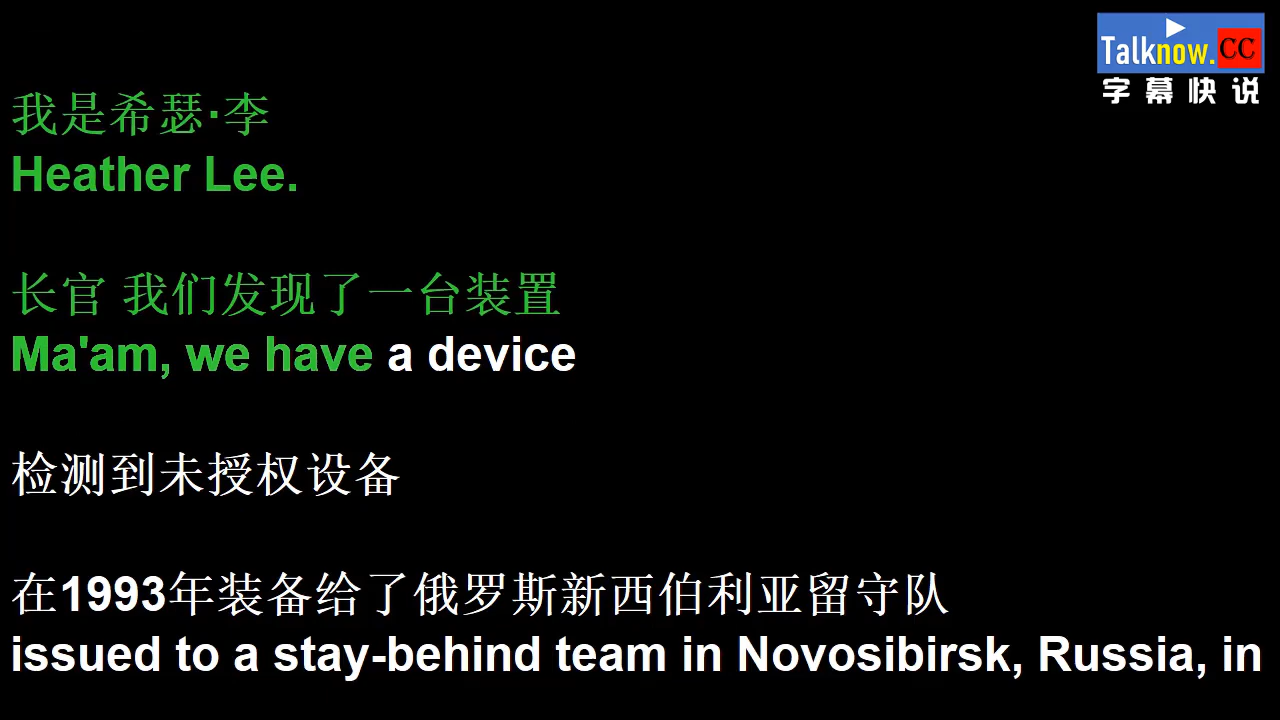 Talknow.CC
字幕快说
我是希瑟·李
Heather Lee.
长官 我们发现了一台装置
Ma'am, we have a device
检测到未授权设备
在1993年装备给了俄罗斯新西伯利亚留守队
issued to a stay-behind team in Novosibirsk, Russia, in